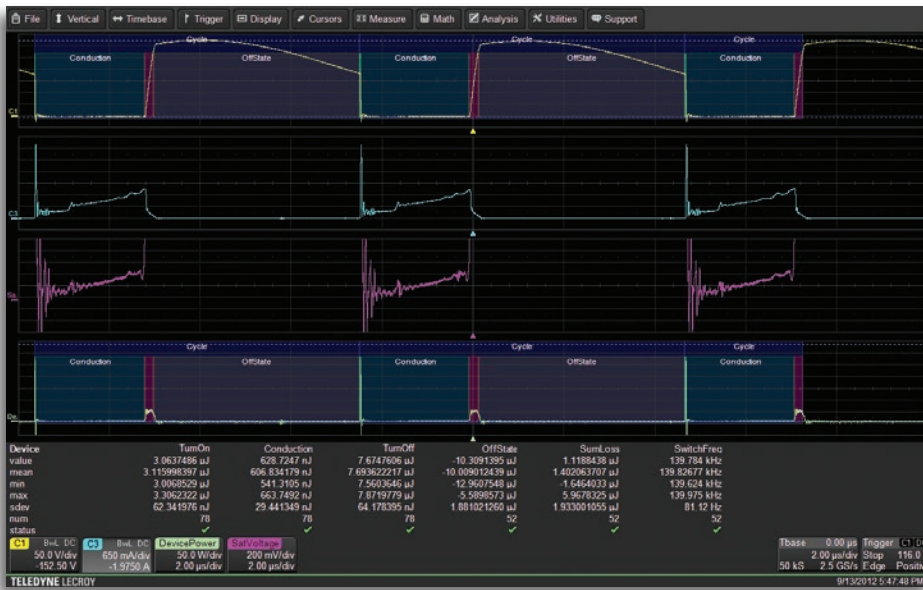 File Vertical Timebase Trigger Display Cursors Measure Math Analysis Utilities Support
Cycle Cycle Cycle
Conduction OffState Conduction OffState Conduction
C1
C3
Cycle Cycle Cycle
Conduction OffState Conduction OffState Conduction
Device TurnOn Conduction TurnOff OffState SumLoss SwitchFreq
value 3.0637486 µJ 628.7247 nJ 7.6747606 µJ -10.3091395 µJ 1.1188438 µJ 139.784 kHz
mean 3.115998397 µJ 606.834179 nJ 7.693622217 µJ -10.009012439 µJ 1.402063707 µJ 139.82677 kHz
min 3.0068529 µJ 541.3105 nJ 7.5603646 µJ -12.9607548 µJ -1.6464033 µJ 139.624 kHz
max 3.3062322 µJ 663.7492 nJ 7.8719779 µJ -5.5898573 µJ 5.9678325 µJ 139.975 kHz
sdev 62.341976 nJ 29.441349 nJ 64.178395 nJ 1.881021260 µJ 1.933001055 µJ 81.12 Hz
num 78 78 78 52 52 52
status
C1 BwL DC C3 BwL DC DevicePower SatVoltage Tbase 0.00 µs Trigger C1
50.0 V/div 650 mA/div 50.0 W/div 200 mV/div 2.00 µs/div Stop 116.0
-152.50 V -1.9750 A 2.00 µs/div 2.00 µs/div 50 kS 2.5 GS/s Edge Positiv
TELEDYNE LECROY 9/13/2012 5:47:48 PM